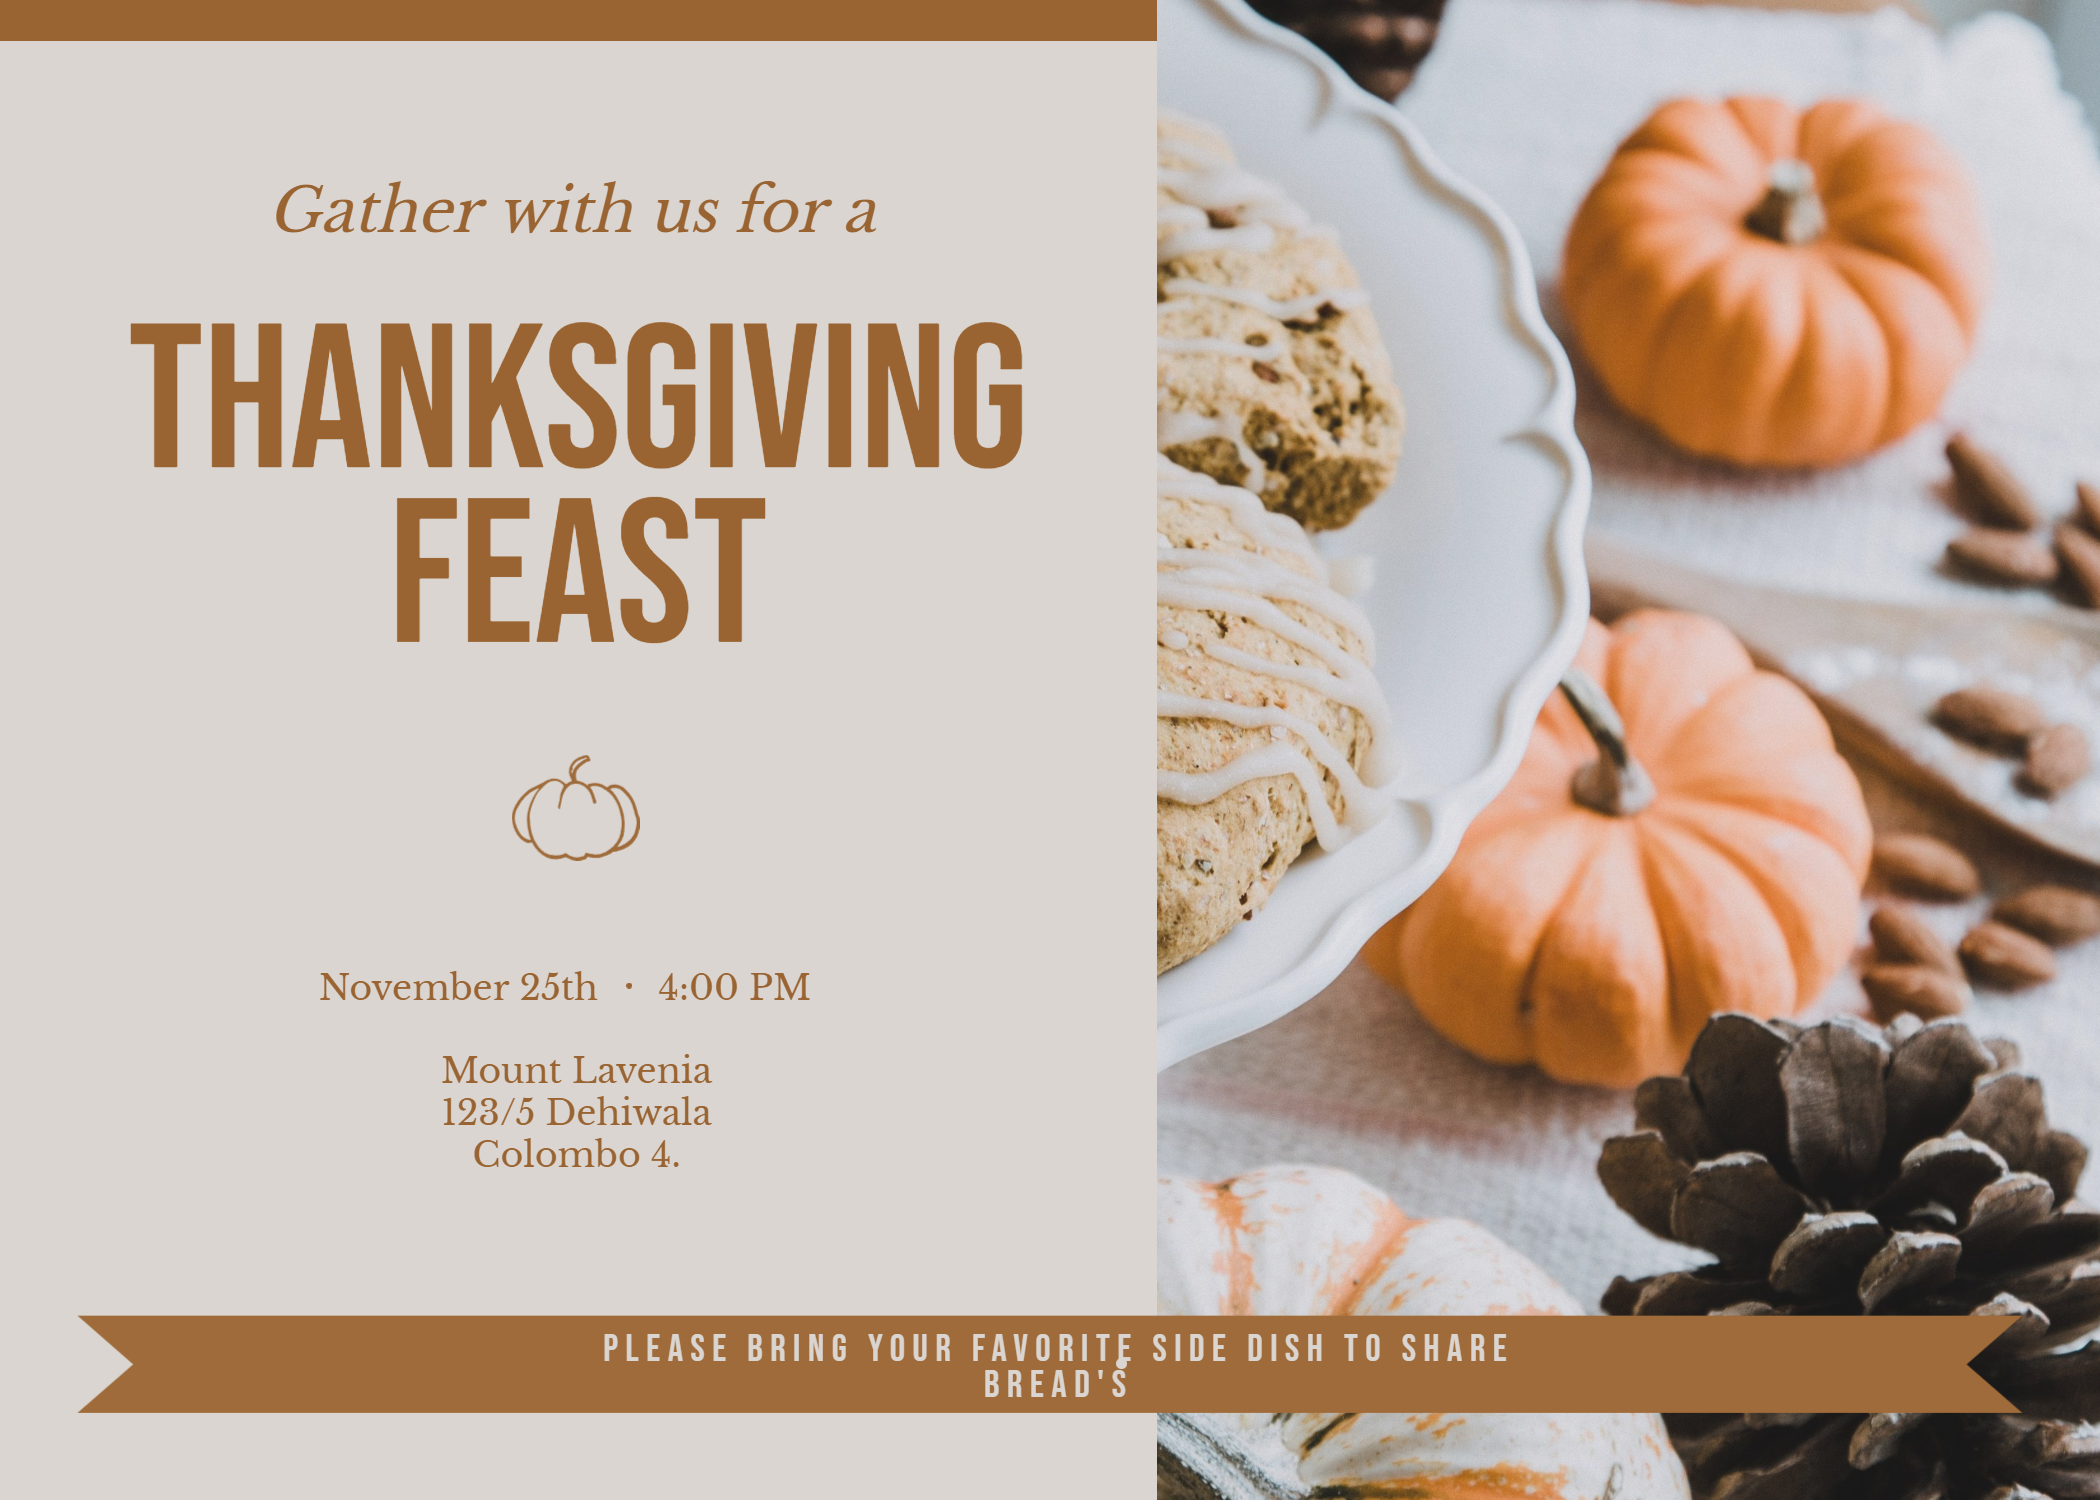 Gather with us for a
THANKSGIVING
FEAST
November 25th · 4:00 PM
Mount Lavenia
123/5 Dehiwala
Colombo 4.
PLEASE BRING YOUR FAVORITE SIDE DISH TO SHARE
BREAD'S